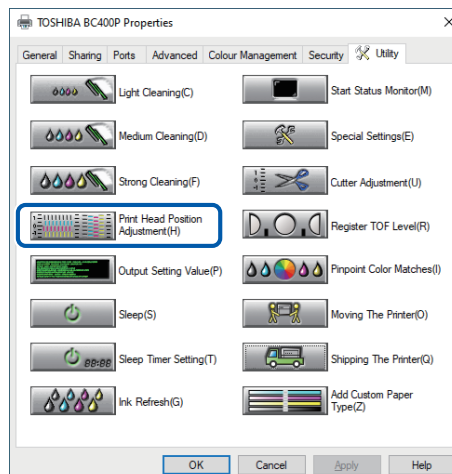 TOSHIBA BC400P Properties
General Sharing Ports Advanced Colour Management Security Utility
Light Cleaning(C)
Start Status Monitor(M)
Medium Cleaning(D)
Special Settings(E)
Strong Cleaning(F)
Cutter Adjustment(U)
Print Head Position
Adjustment(H)
Register TOF Level(R)
Output Setting Value(P)
Pinpoint Color Matches(I)
Sleep(S)
Moving The Printer(O)
88:88
Sleep Timer Setting(T)
Shipping The Printer(Q)
Ink Refresh(G)
Add Custom Paper
Type(Z)
OK Cancel Apply Help